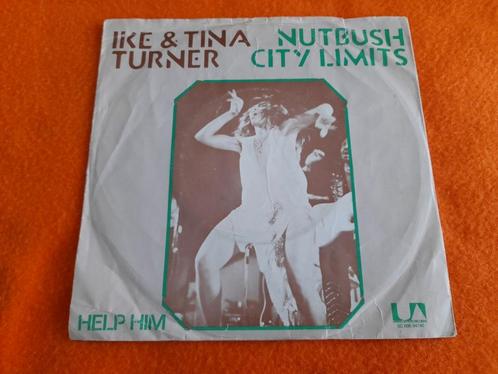 IKE & TINA TURNER
NUTBUSH CITY LIMITS
HELP HIM
UA